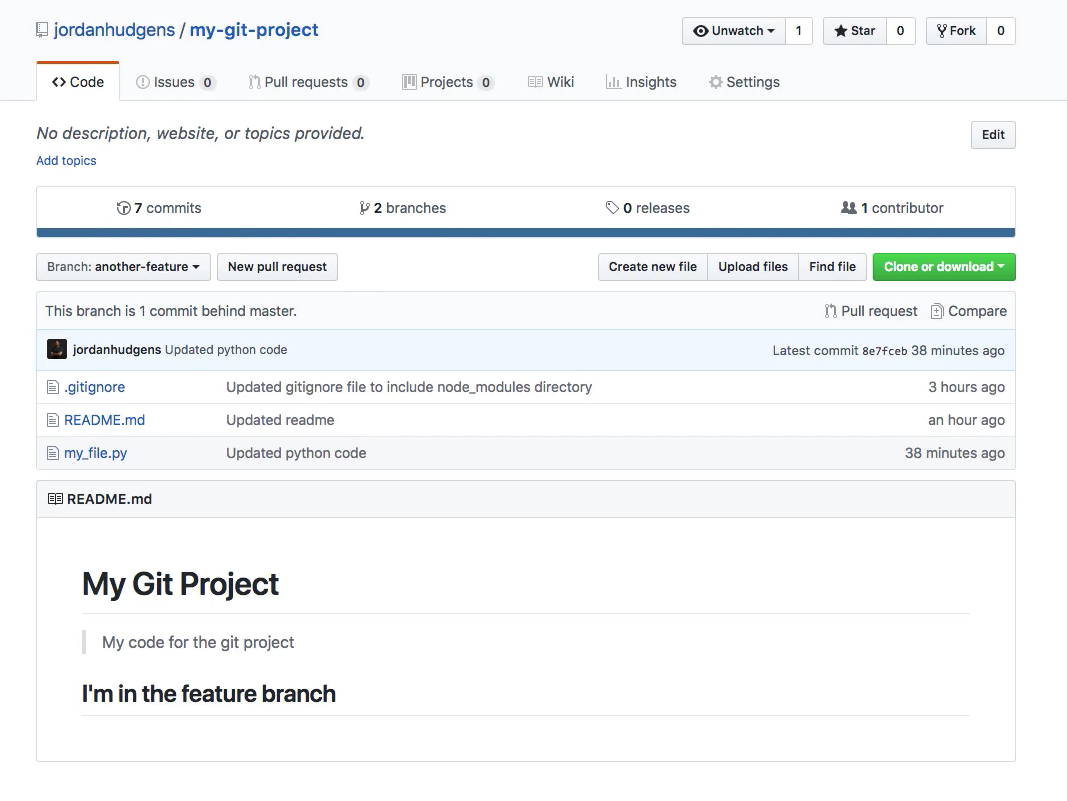 jordanhudgens / my-git-project
Unwatch 1 Star 0 Fork 0
Code Issues 0 Pull requests 0 Projects 0 Wiki Insights Settings
No description, website, or topics provided. Edit
Add topics
7 commits 2 branches 0 releases 1 contributor
Branch: another-feature New pull request Create new file Upload files Find file Clone or download
This branch is 1 commit behind master. Pull request Compare
jordanhudgens Updated python code Latest commit 8e7fceb 38 minutes ago
.gitignore Updated gitignore file to include node_modules directory 3 hours ago
README.md Updated readme an hour ago
my_file.py Updated python code 38 minutes ago
README.md
My Git Project
My code for the git project
I'm in the feature branch